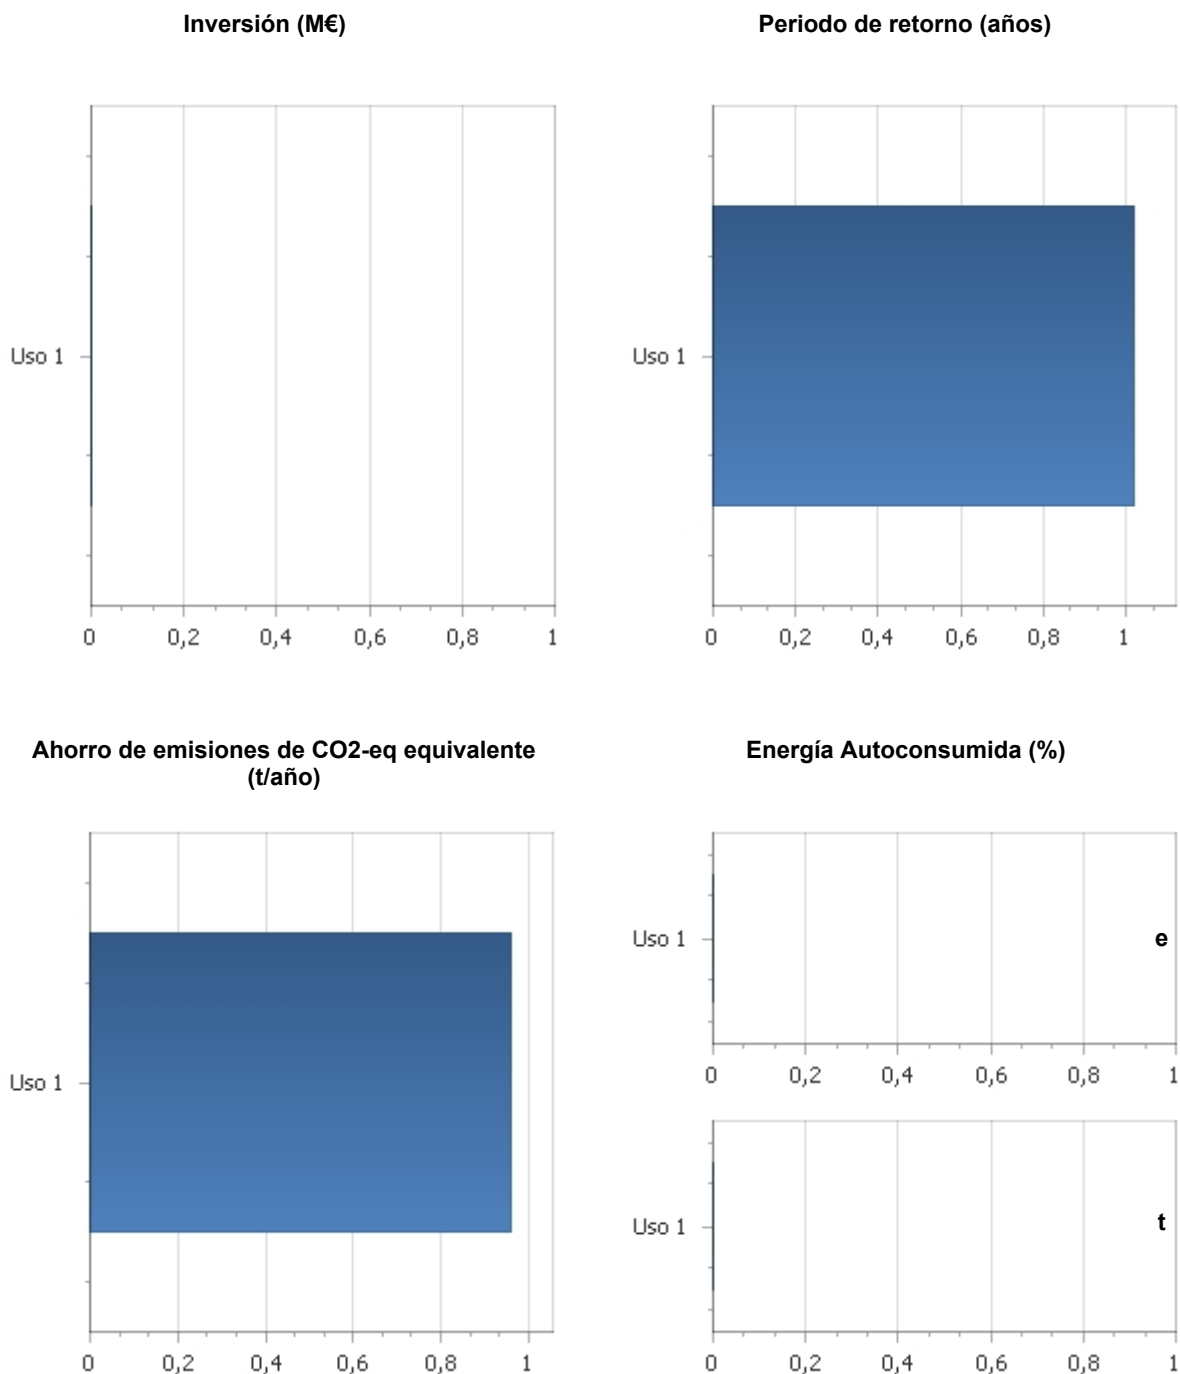 Inversión (M€)
Uso 1
0 0,2 0,4 0,6 0,8 1
Periodo de retorno (años)
Uso 1
0 0,2 0,4 0,6 0,8 1
Ahorro de emisiones de CO2-eq equivalente
(t/año)
Uso 1
0 0,2 0,4 0,6 0,8 1
Energía Autoconsumida (%)
Uso 1 e
0 0,2 0,4 0,6 0,8 1
Uso 1 t
0 0,2 0,4 0,6 0,8 1